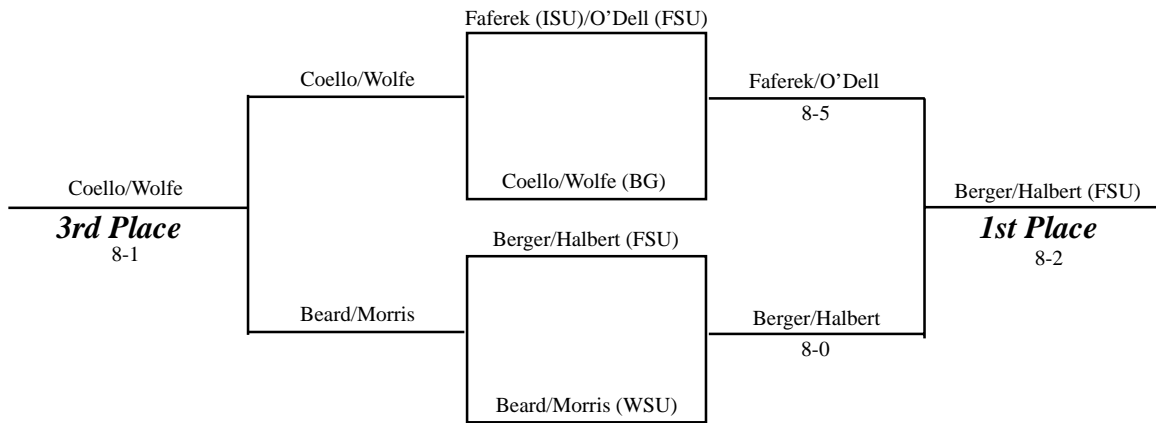 Faferek (ISU)/O’Dell (FSU)
Coello/Wolfe
Faferek/O’Dell
8-5
Coello/Wolfe
Coello/Wolfe (BG)
Berger/Halbert (FSU)
3rd Place
8-1
1st Place
8-2
Berger/Halbert (FSU)
Beard/Morris
Berger/Halbert
8-0
Beard/Morris (WSU)